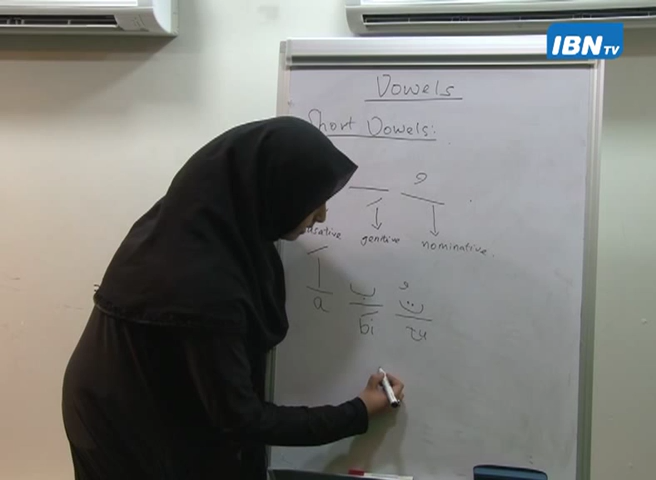 IBN TV
Vowels
Short Vowels:
genitive nominative.
a bi tu